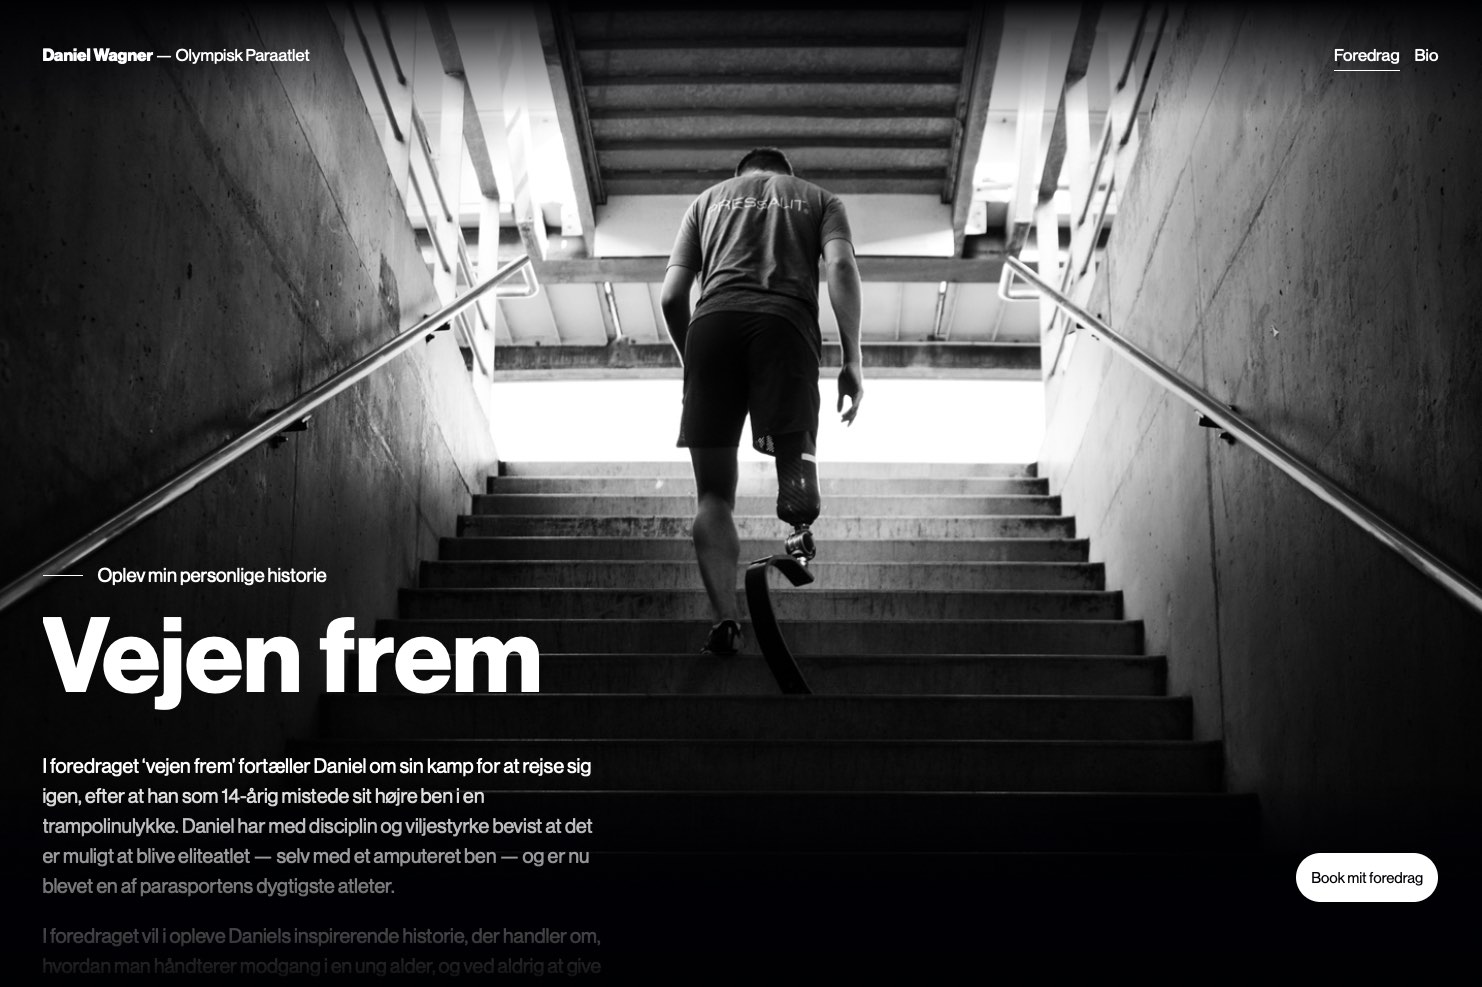 Daniel Wagner — Olympisk Paraatlet
Foredrag Bio
PRESSALIT
Oplev min personlige historie
Vejen frem
I foredraget ‘vejen frem’ fortæller Daniel om sin kamp for at rejse sig
igen, efter at han som 14-årig mistede sit højre ben i en
trampolinulykke. Daniel har med disciplin og viljestyrke bevist at det
er muligt at blive eliteatlet — selv med et amputeret ben — og er nu
blevet en af parasportens dygtigste atleter.
Book mit foredrag
I foredraget vil i opleve Daniels inspirerende historie, der handler om,
hvordan man håndterer modgang i en ung alder, og ved aldrig at give